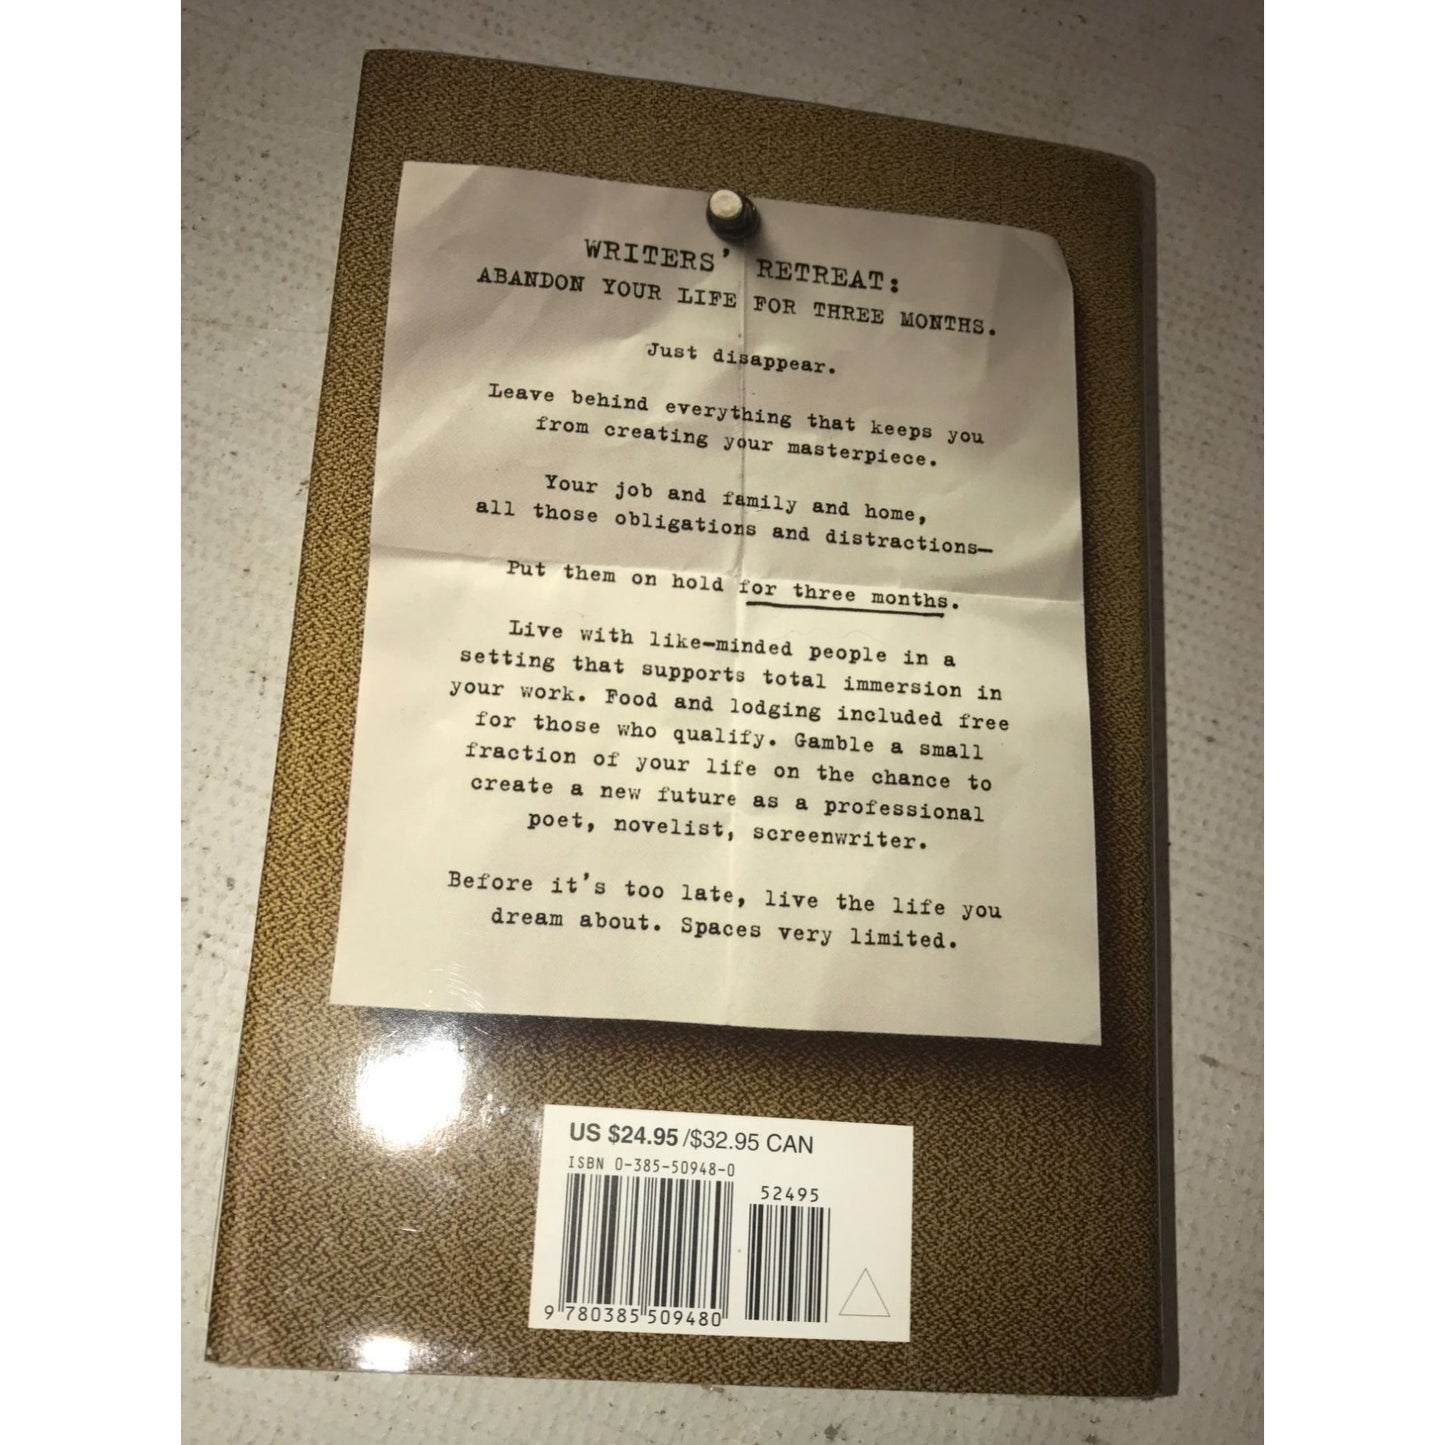 WRITERS' RETREAT:
ABANDON YOUR LIFE FOR THREE MONTHS.
Just disappear.
Leave behind everything that keeps you
from creating your masterpiece.
Your job and family and home,
all those obligations and distractions—
Put them on hold for three months.
Live with like-minded people in a
setting that supports total immersion in
your work. Food and lodging included free
for those who qualify. Gamble a small
fraction of your life on the chance to
create a new future as a professional
poet, novelist, screenwriter.
Before it's too late, live the life you
dream about. Spaces very limited.
US $24.95/$32.95 CAN
ISBN 0-385-50948-0
52495
9 780385 509480